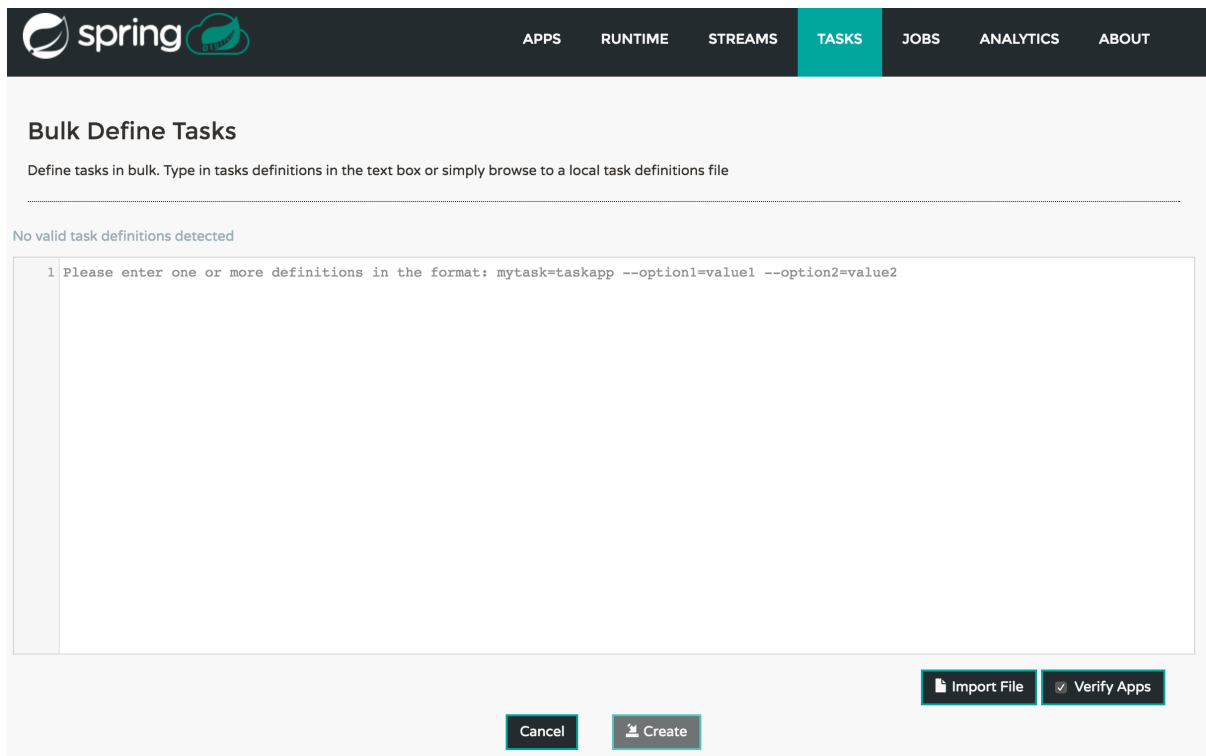 spring
APPS RUNTIME STREAMS TASKS JOBS ANALYTICS ABOUT
Bulk Define Tasks
Define tasks in bulk. Type in tasks definitions in the text box or simply browse to a local task definitions file
No valid task definitions detected
1 Please enter one or more definitions in the format: mytask=taskapp --option1=value1 --option2=value2
Import File Verify Apps
Cancel Create